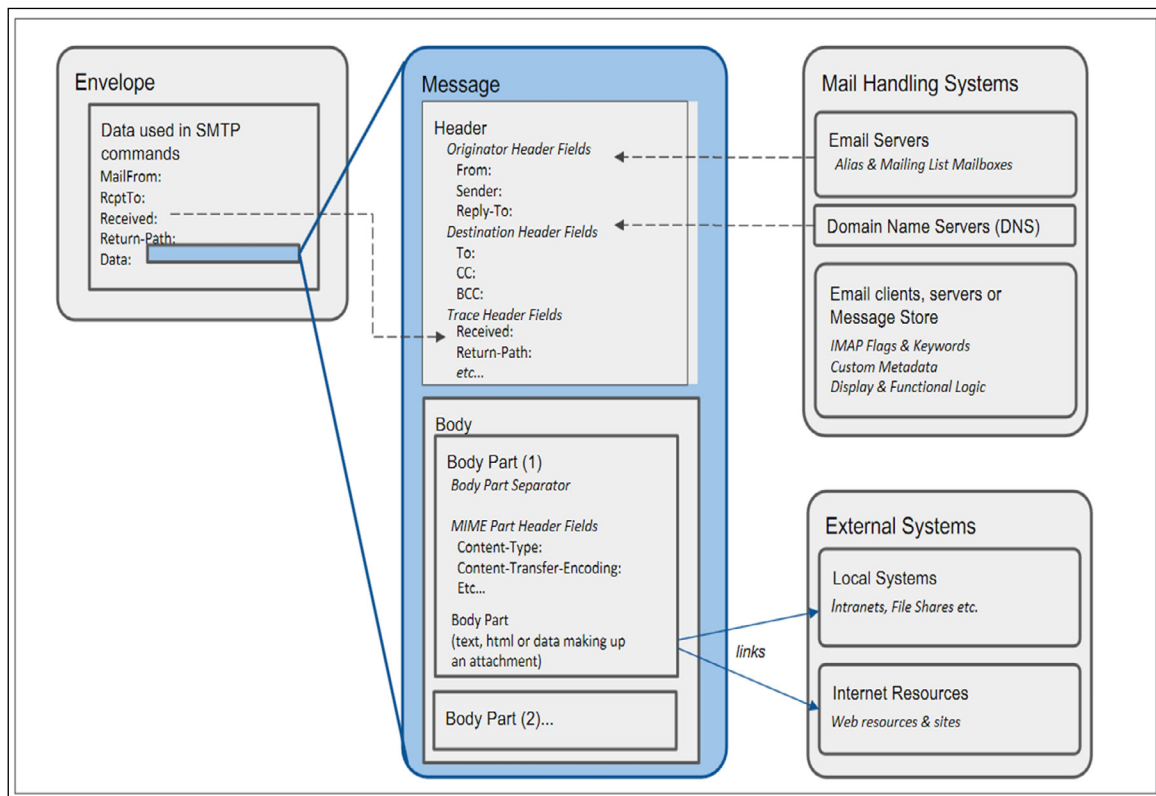 Envelope
Data used in SMTP
commands
MailFrom:
RcptTo:
Received:
Return-Path:
Data:
Message
Header
Originator Header Fields
From:
Sender:
Reply-To:
Destination Header Fields
To:
CC:
BCC:
Trace Header Fields
Received:
Return-Path:
etc...
Body
Body Part (1)
Body Part Separator
MIME Part Header Fields
Content-Type:
Content-Transfer-Encoding:
Etc...
Body Part
(text, html or data making up
an attachment)
Body Part (2)...
Mail Handling Systems
Email Servers
Alias & Mailing List Mailboxes
Domain Name Servers (DNS)
Email clients, servers or
Message Store
IMAP Flags & Keywords
Custom Metadata
Display & Functional Logic
links
External Systems
Local Systems
Intranets, File Shares etc.
Internet Resources
Web resources & sites